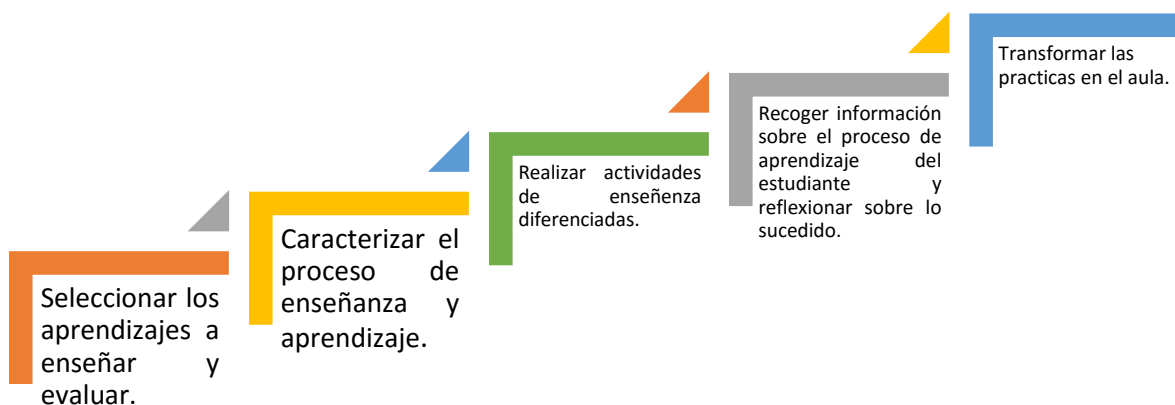 Seleccionar los
aprendizajes a
enseñar y
evaluar.
Caracterizar el
proceso de
enseñanza y
aprendizaje.
Realizar actividades
de enseñenza
diferenciadas.
Recoger información
sobre el proceso de
aprendizaje del
estudiante y
reflexionar sobre lo
sucedido.
Transformar las
practicas en el aula.